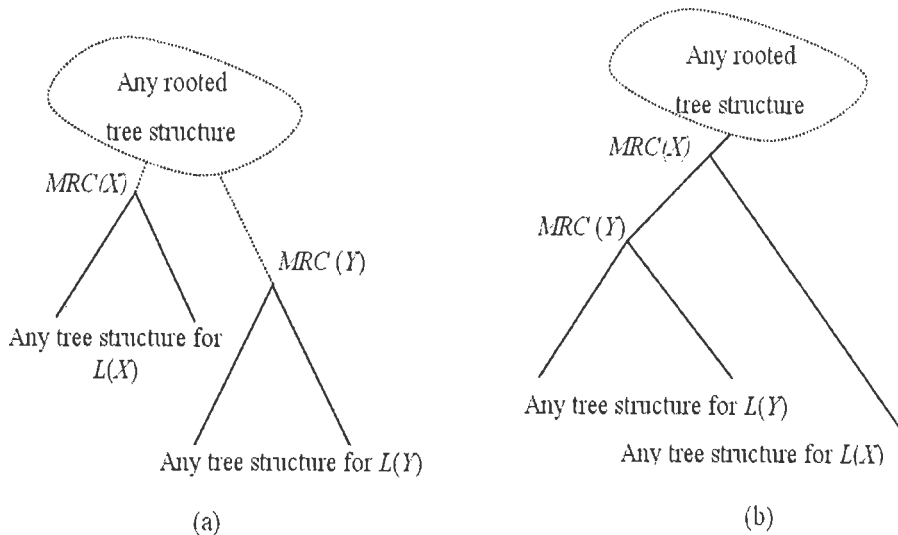 Any rooted
tree structure
MRC(X)
MRC (Y)
Any tree structure for
L(X)
Any tree structure for L(Y)
(a)
Any rooted
tree structure
MRC(X)
MRC (Y)
Any tree structure for L(Y)
Any tree structure for L(X)
(b)